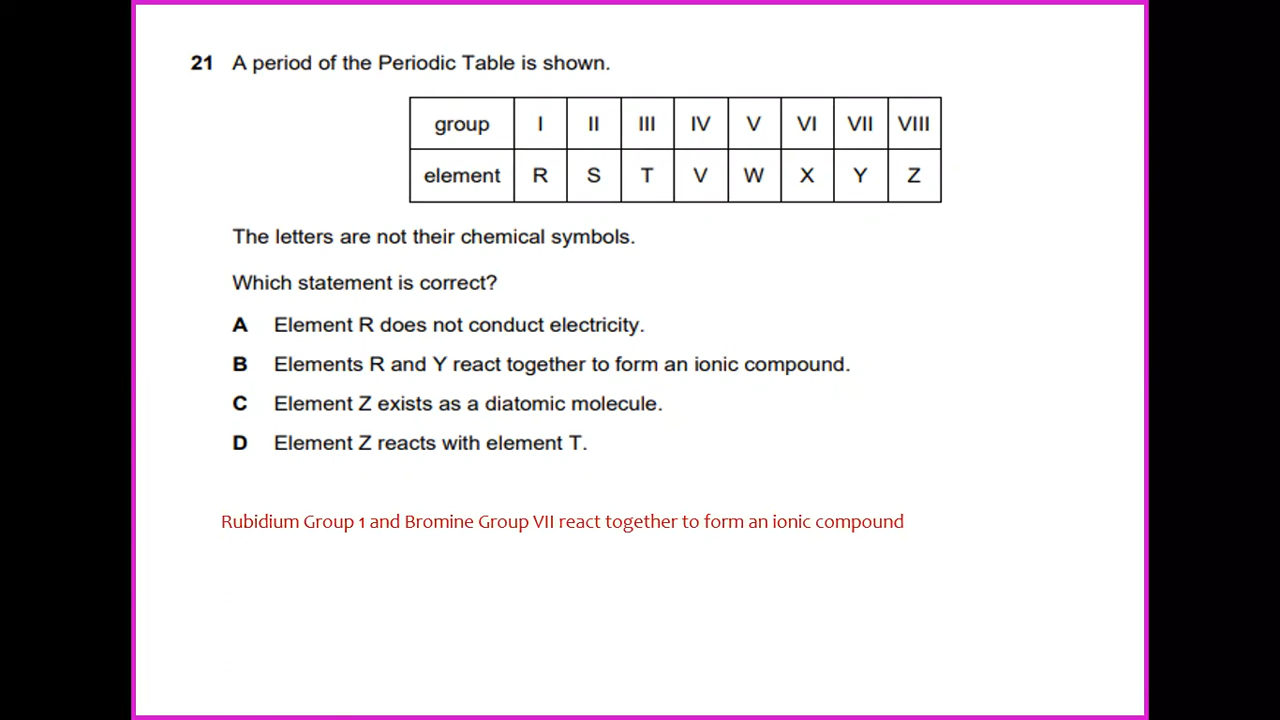 21 A period of the Periodic Table is shown.
group I II III IV V VI VII VIII
element R S T V W X Y Z
The letters are not their chemical symbols.
Which statement is correct?
A Element R does not conduct electricity.
B Elements R and Y react together to form an ionic compound.
C Element Z exists as a diatomic molecule.
D Element Z reacts with element T.
Rubidium Group 1 and Bromine Group VII react together to form an ionic compound